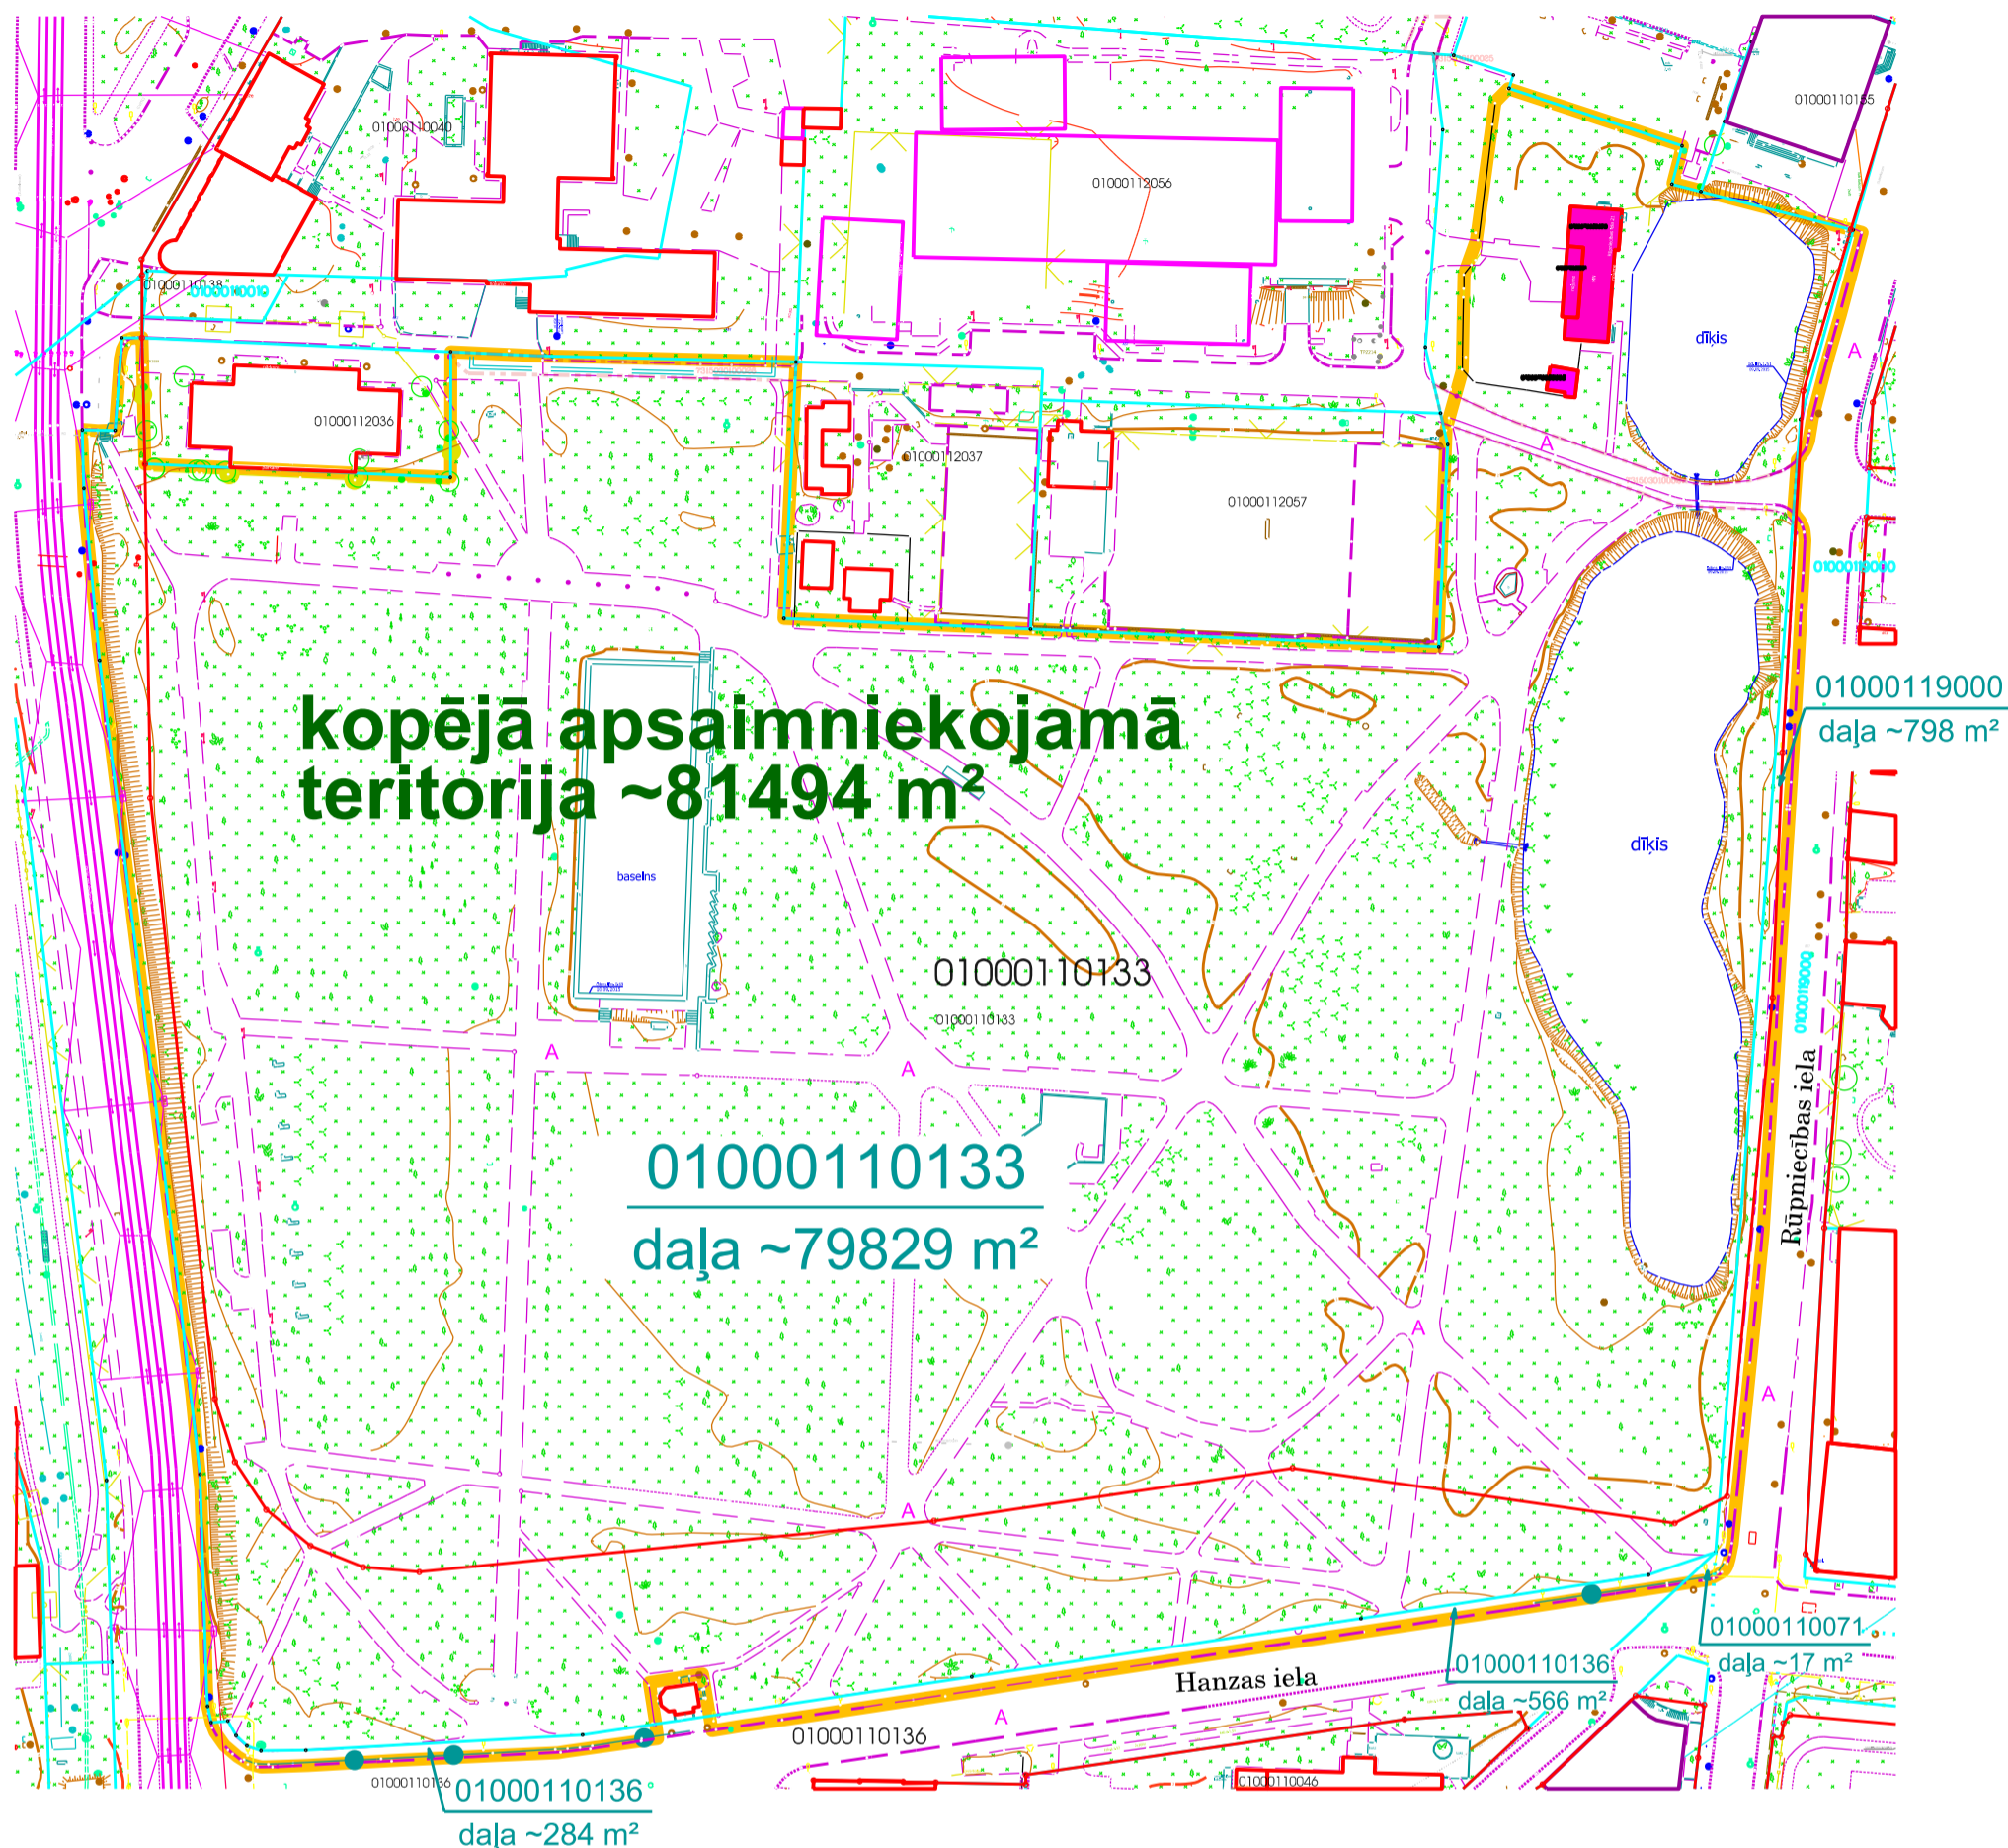 01000110040
01000110155
01000112056
01000110138
01000110010
dīķis
A
01000112036
A
01000112037
01000112057
01000119000
kopējā apsaimniekojamā
teritorija ~81494 m²
01000119000
daļa ~798 m²
dīķis
baseins
01000110133
01000110133
01000119000
A
A
Rūpniecības iela
01000110133
daļa ~79829 m²
A
A
A
01000110071
daļa ~17 m²
01000110136
daļa ~566 m²
Hanzas iela
A
01000110136
01000110136
01000110046
01000110136
daļa ~284 m²